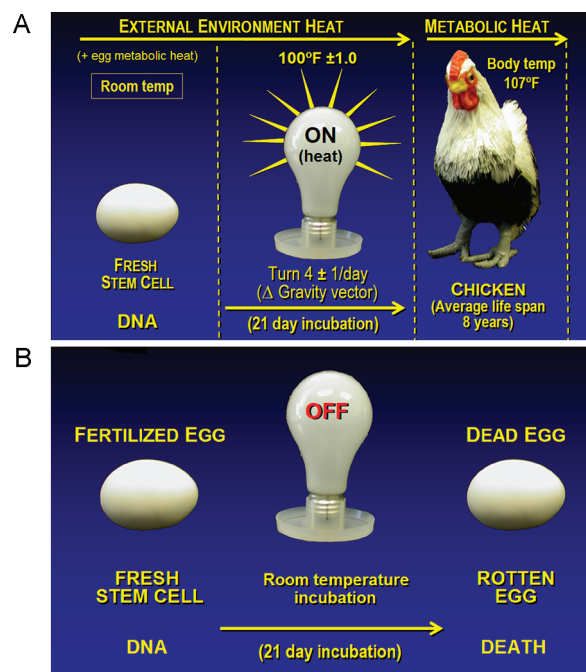 A
EXTERNAL ENVIRONMENT HEAT
METABOLIC HEAT
(+ egg metabolic heat)
Room temp
100ºF ±1.0
Body temp
107ºF
ON
(heat)
FRESH
STEM CELL
DNA
Turn 4 ± 1/day
(Δ Gravity vector)
(21 day incubation)
CHICKEN
(Average life span
8 years)
B
FERTILIZED EGG
OFF
DEAD EGG
FRESH
STEM CELL
Room temperature
incubation
ROTTEN
EGG
DNA
(21 day incubation)
DEATH